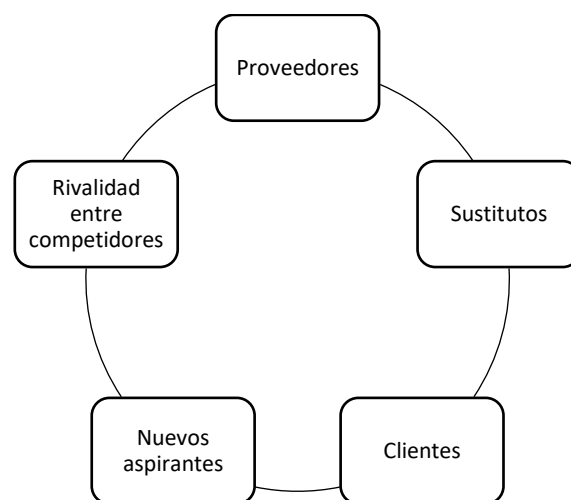 Proveedores
Sustitutos
Clientes
Nuevos
aspirantes
Rivalidad
entre
competidores